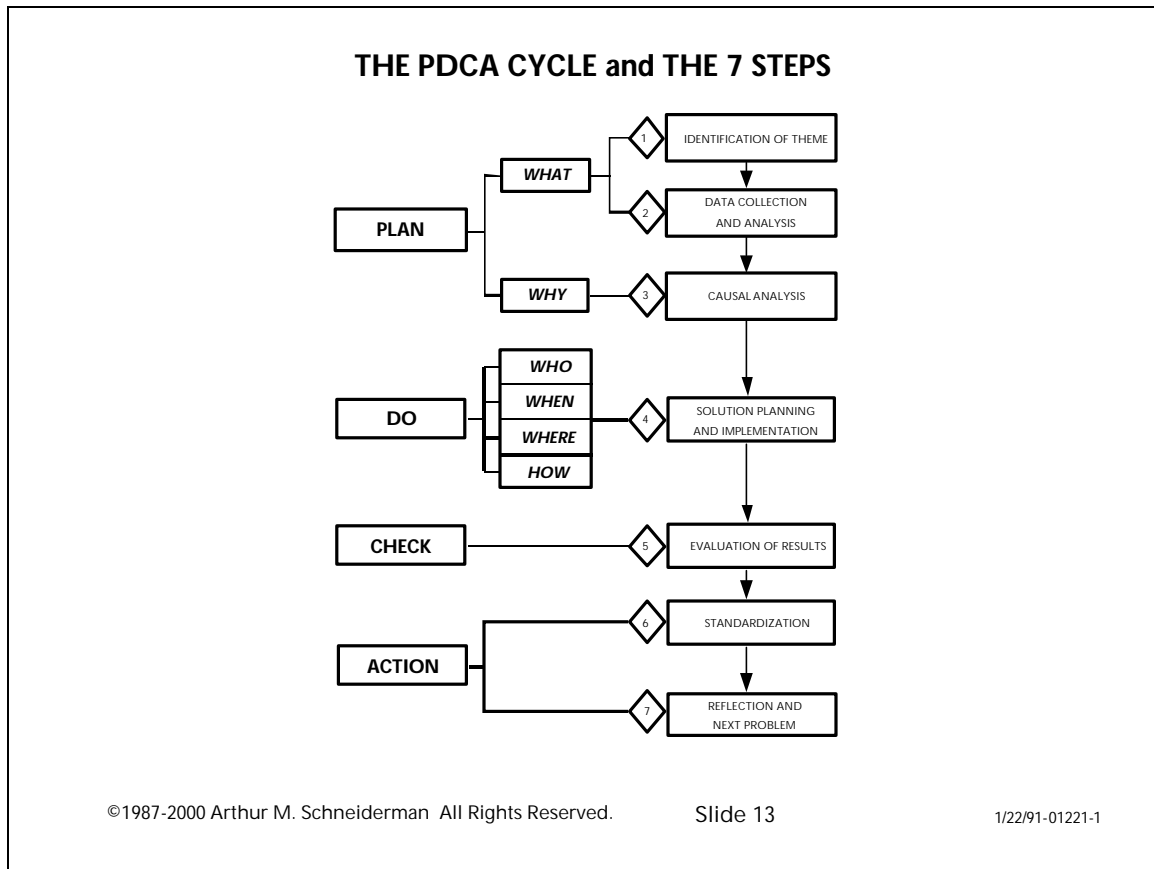 THE PDCA CYCLE and THE 7 STEPS
1
IDENTIFICATION OF THEME
WHAT
2
DATA COLLECTION
AND ANALYSIS
PLAN
WHY
3
CAUSAL ANALYSIS
WHO
WHEN
DO
4
SOLUTION PLANNING
AND IMPLEMENTATION
WHERE
HOW
CHECK
5
EVALUATION OF RESULTS
6
STANDARDIZATION
ACTION
7
REFLECTION AND
NEXT PROBLEM
©1987-2000 Arthur M. Schneiderman All Rights Reserved.
Slide 13
1/22/91-01221-1